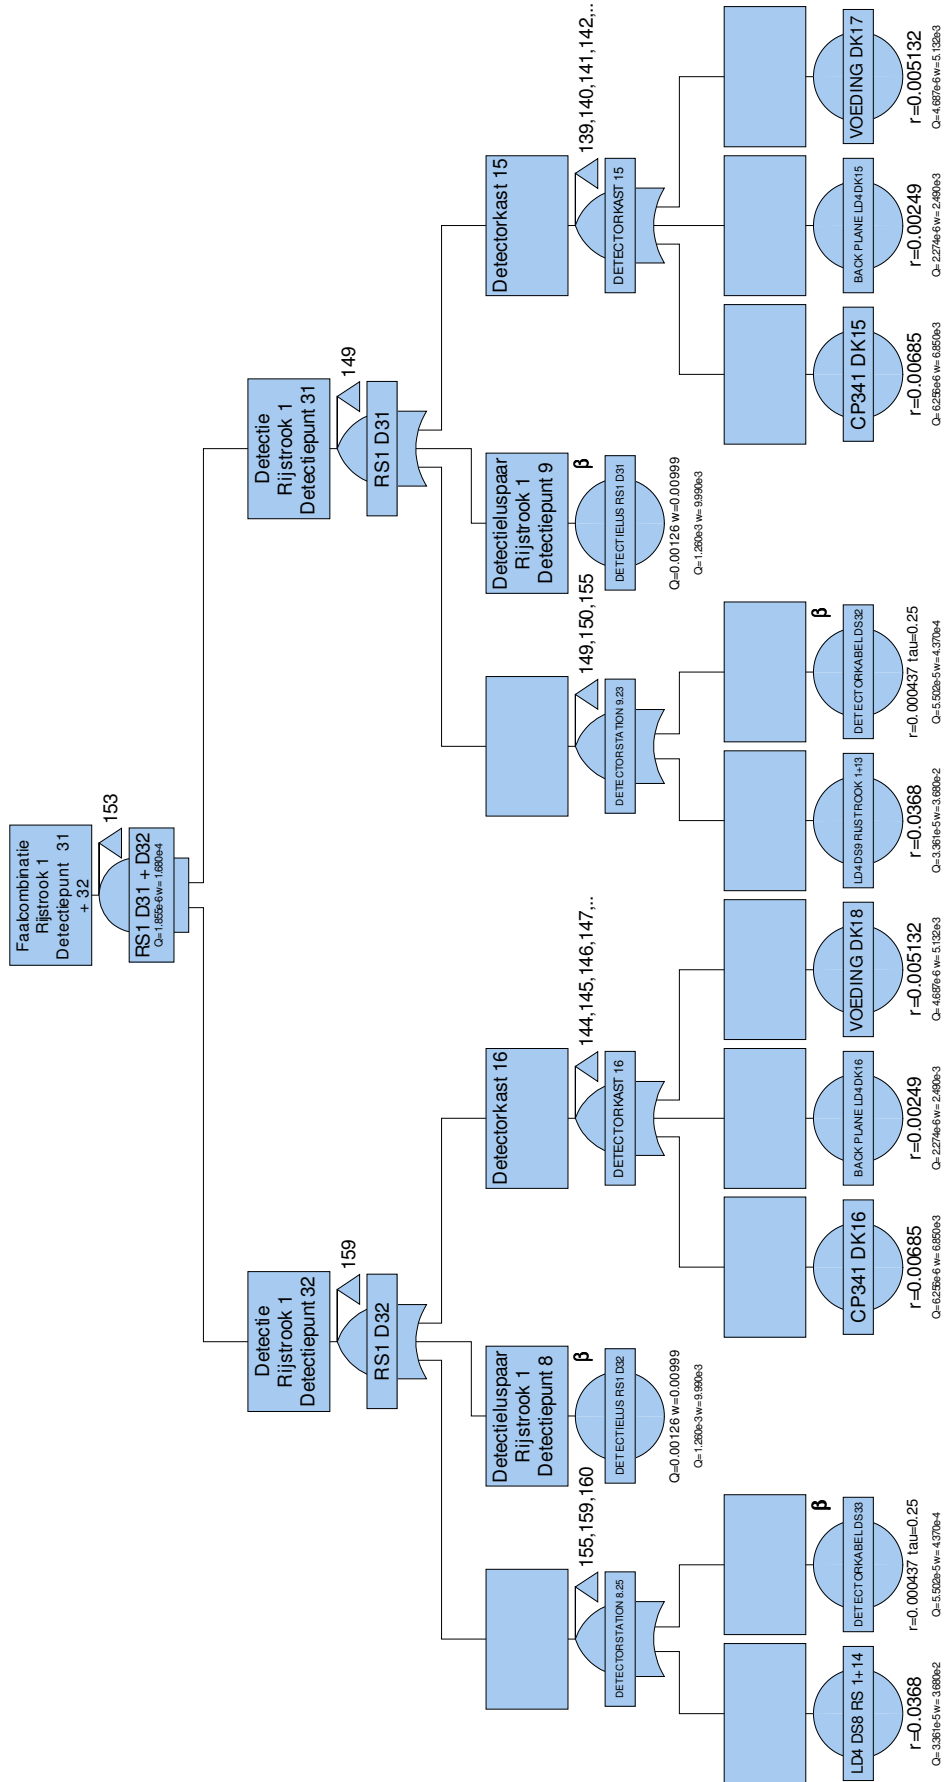 Faalcombinatie
Rijstrook 1
Detectiepunt 31
+ 32
153
RS1 D31 + D32
Q=1.855e-6 w= 1.680e-4
Detectie
Rijstrook 1
Detectiepunt 32
159
RS1 D32
Detectie
Rijstrook 1
Detectiepunt 31
149
RS1 D31
155,159,160
DETECTORSTATION 8.25
Detectieluspaar
Rijstrook 1
Detectiepunt 8
β
DETECTIELUS RS1 D32
Q=0.00126 w=0.00999
Q=1.260e-3 w= 9.990e-3
Detectorkast 16
144,145,146,147,..
DETECTORKAST 16
149,150,155
DETECTORSTATION 9.23
Detectieluspaar
Rijstrook 1
Detectiepunt 9
β
DETECTIELUS RS1 D31
Q=0.00126 w=0.00999
Q=1.260e-3 w= 9.990e-3
Detectorkast 15
139,140,141,142,..
DETECTORKAST 15
LD4 DS8 RS 1+14
r=0.0368
Q=3.361e-5 w= 3.680e-2
β
DETECTORKABEL DS33
r=0.000437 tau=0.25
Q=5.502e-5 w= 4.370e-4
CP341 DK16
r=0.00685
Q=6.256e-6 w= 6.850e-3
BACK PLANE LD4 DK16
r=0.00249
Q=2.274e-6 w= 2.490e-3
VOEDING DK18
r=0.005132
Q=4.687e-6 w= 5.132e-3
LD4 DS9 RIJSTROOK 1+13
r=0.0368
Q=3.361e-5 w= 3.680e-2
β
DETECTORKABEL DS32
r=0.000437 tau=0.25
Q=5.502e-5 w= 4.370e-4
CP341 DK15
r=0.00685
Q=6.256e-6 w= 6.850e-3
BACK PLANE LD4 DK15
r=0.00249
Q=2.274e-6 w= 2.490e-3
VOEDING DK17
r=0.005132
Q=4.687e-6 w= 5.132e-3